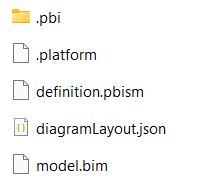 .pbi
.platform
definition.pbism
diagramLayout.json
model.bim